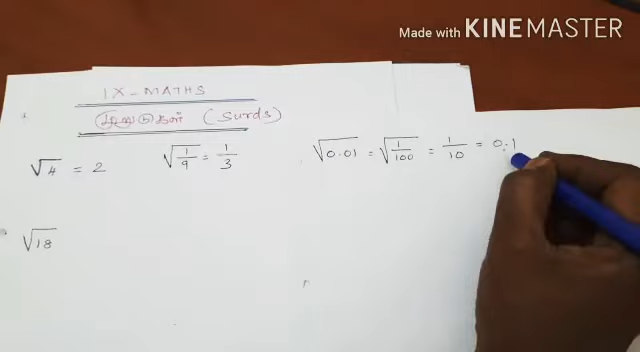 Made with KINEMASTER
IX - MATHS
(Surds)
√4 = 2
√(1/9) = 1/3
√0.01 = √(1/100) = 1/10 = 0.1
√18